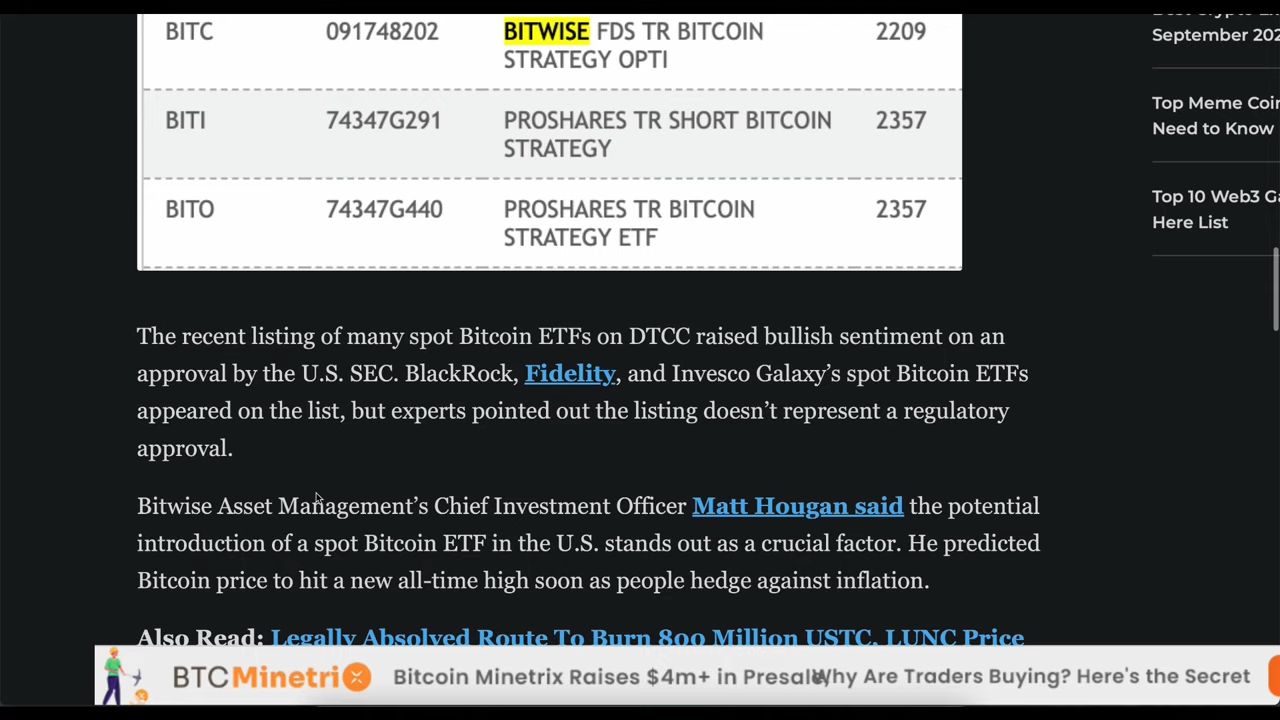 BITC 091748202 BITWISE FDS TR BITCOIN 2209
STRATEGY OPTI
BITI 74347G291 PROSHARES TR SHORT BITCOIN 2357
STRATEGY
BITO 74347G440 PROSHARES TR BITCOIN 2357
STRATEGY ETF
The recent listing of many spot Bitcoin ETFs on DTCC raised bullish sentiment on an
approval by the U.S. SEC. BlackRock, Fidelity, and Invesco Galaxy’s spot Bitcoin ETFs
appeared on the list, but experts pointed out the listing doesn’t represent a regulatory
approval.
Bitwise Asset Management’s Chief Investment Officer Matt Hougan said the potential
introduction of a spot Bitcoin ETF in the U.S. stands out as a crucial factor. He predicted
Bitcoin price to hit a new all-time high soon as people hedge against inflation.
Also Read: Legally Absolved Route To Burn 800 Million USTC, LUNC Price
September 202
Top Meme Coi
Need to Know
Top 10 Web3 Ga
Here List
BTCMinetrix Bitcoin Minetrix Raises $4m+ in Presale Why Are Traders Buying? Here's the Secret